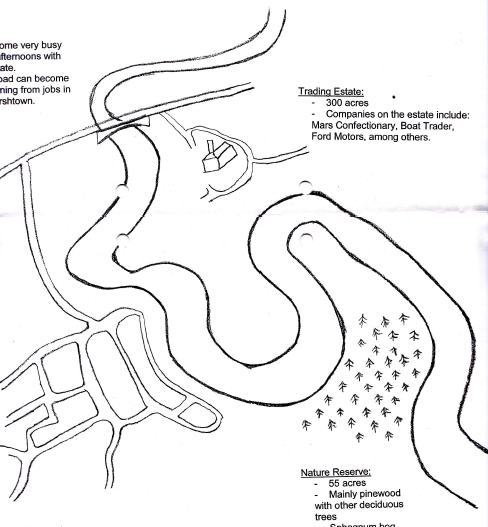 ome very busy
fternoons with
ate.
oad can become
ning from jobs in
rshtown.
Trading Estate:
- 300 acres
- Companies on the estate include:
Mars Confectionary, Boat Trader,
Ford Motors, among others.
Nature Reserve:
- 55 acres
- Mainly pinewood
with other deciduous
trees
- Sphagnum bog